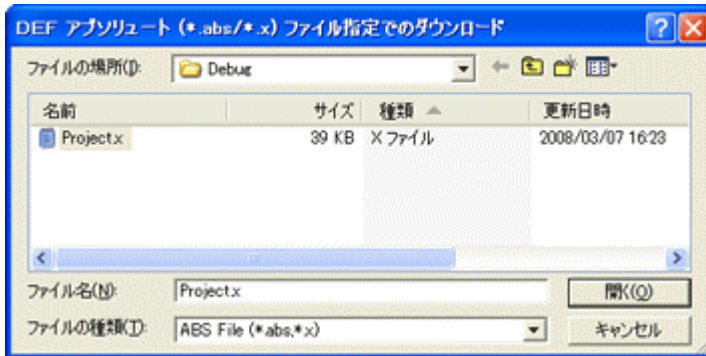 DEF アブソリュート (*.abs/*.x) ファイル指定でのダウンロード
ファイルの場所(I): Debug
名前 サイズ 種類 更新日時
Project.x 39 KB X ファイル 2008/03/07 16:23
ファイル名(N): Project.x 開く(O)
ファイルの種類(T): ABS File (*.abs,*.x) キャンセル